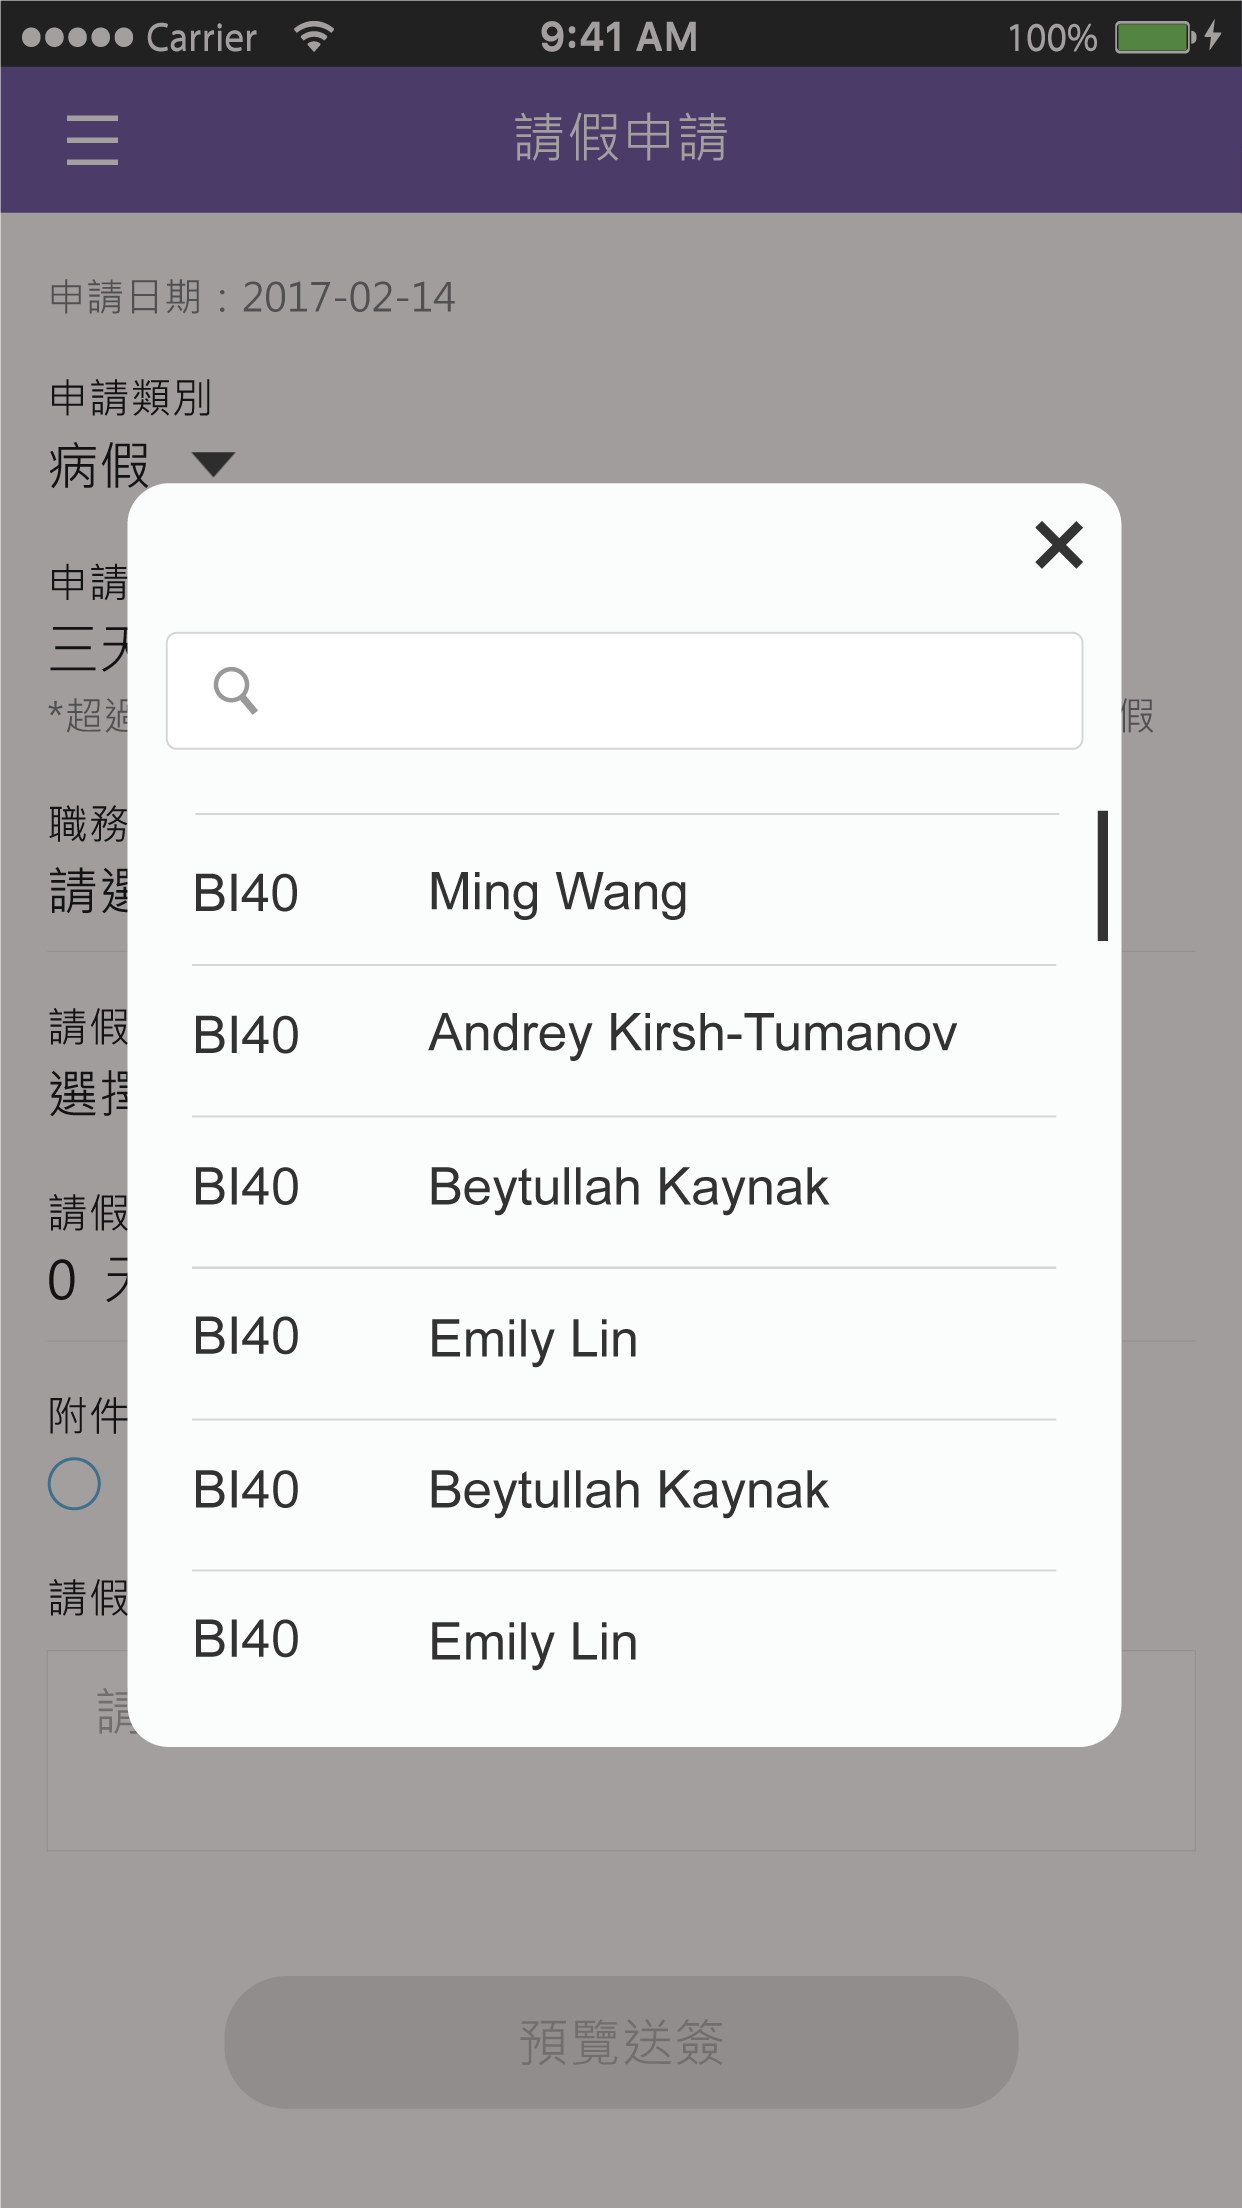 Carrier 9:41 AM 100%
請假申請
申請日期：2017-02-14
申請類別
病假
申請
三天
*超過 假
職務
請選
BI40 Ming Wang
BI40 Andrey Kirsh-Tumanov
請假
選擇
BI40 Beytullah Kaynak
請假
0 天
BI40 Emily Lin
附件
BI40 Beytullah Kaynak
請假
BI40 Emily Lin
請
預覽送簽